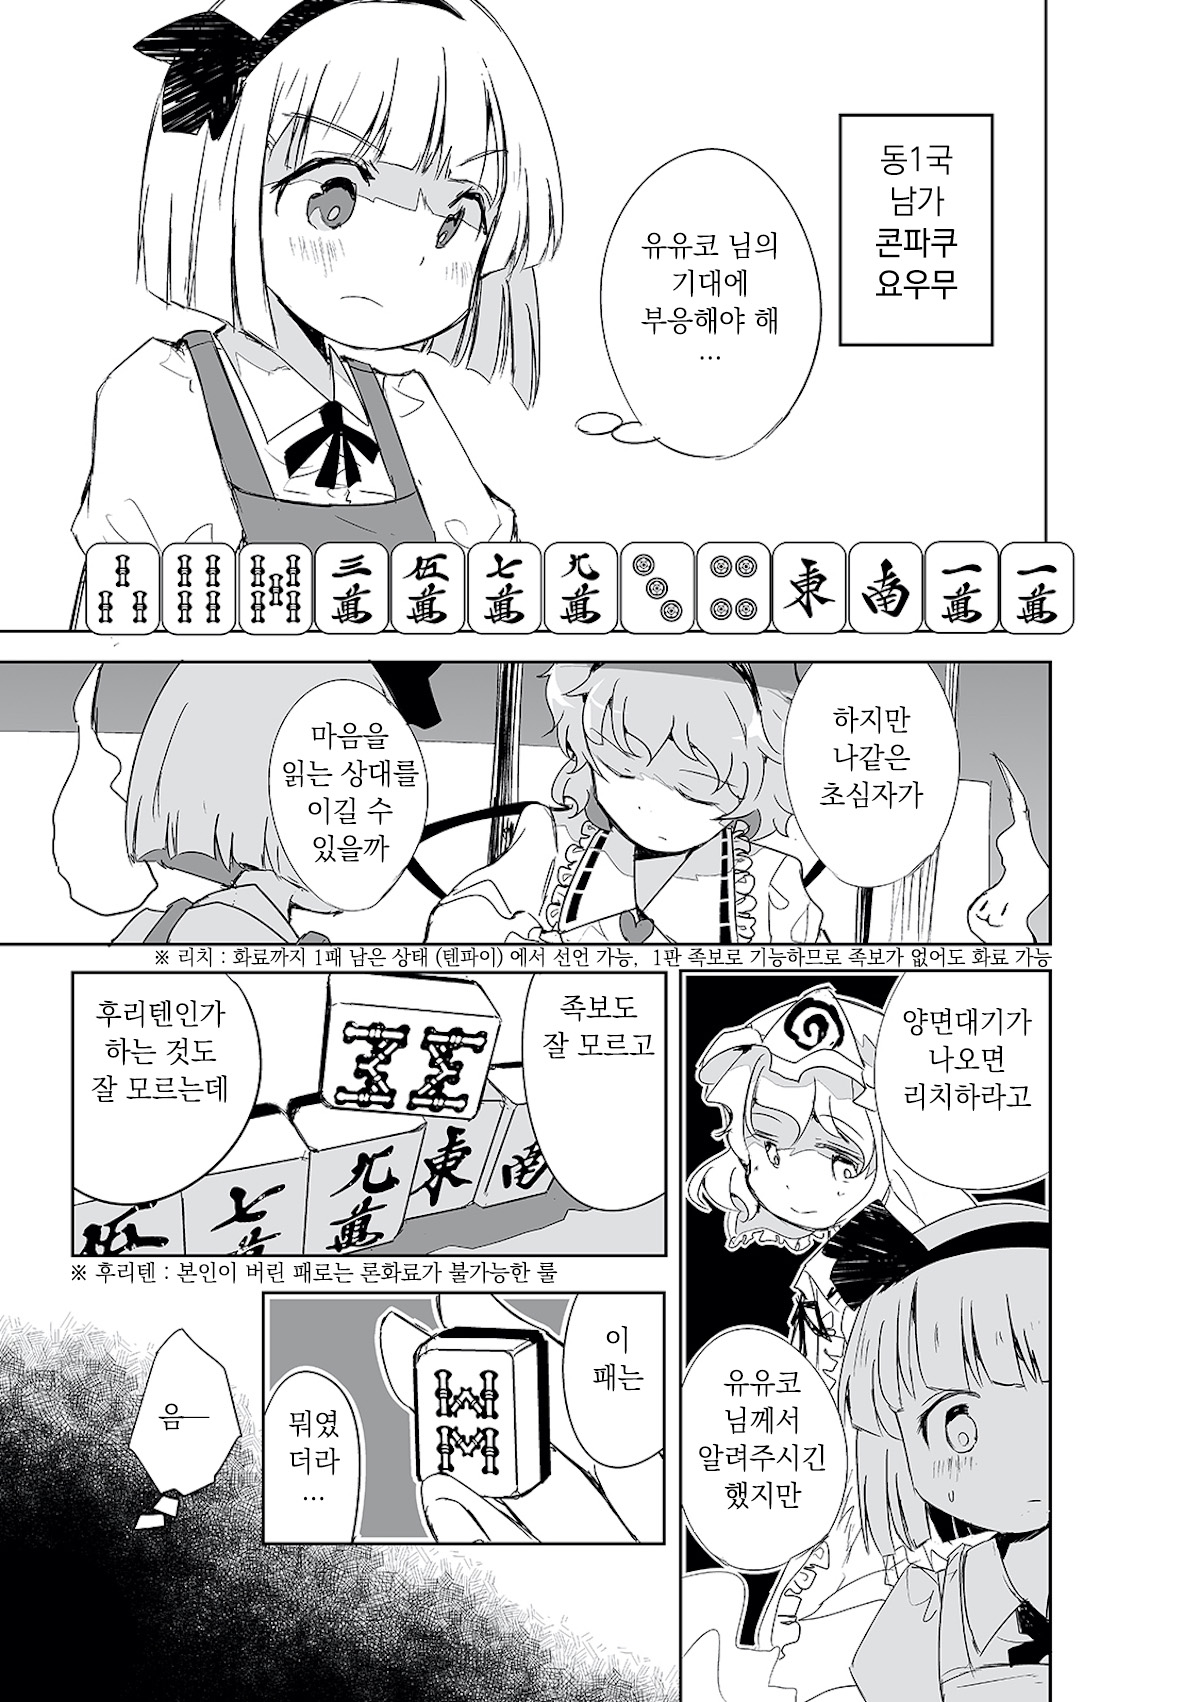 동1국
남가
콘파쿠
요우무
유유코 님의
기대에
부응해야 해
…
三萬 伍萬 七萬 九萬 東 南 一萬 一萬
하지만
나같은
초심자가
마음을
읽는 상대를
이길 수
있을까
※ 리치 : 화료까지 1패 남은 상태 (텐파이) 에서 선언 가능, 1판 족보로 기능하므로 족보가 없어도 화료 가능
양면대기가
나오면
리치하라고
유유코
님께서
알려주시긴
했지만
족보도
잘 모르고
후리텐인가
하는 것도
잘 모르는데
伍 七萬 九萬 東 南
※ 후리텐 : 본인이 버린 패로는 론화료가 불가능한 룰
이
패는
뭐였
더라
…
음―